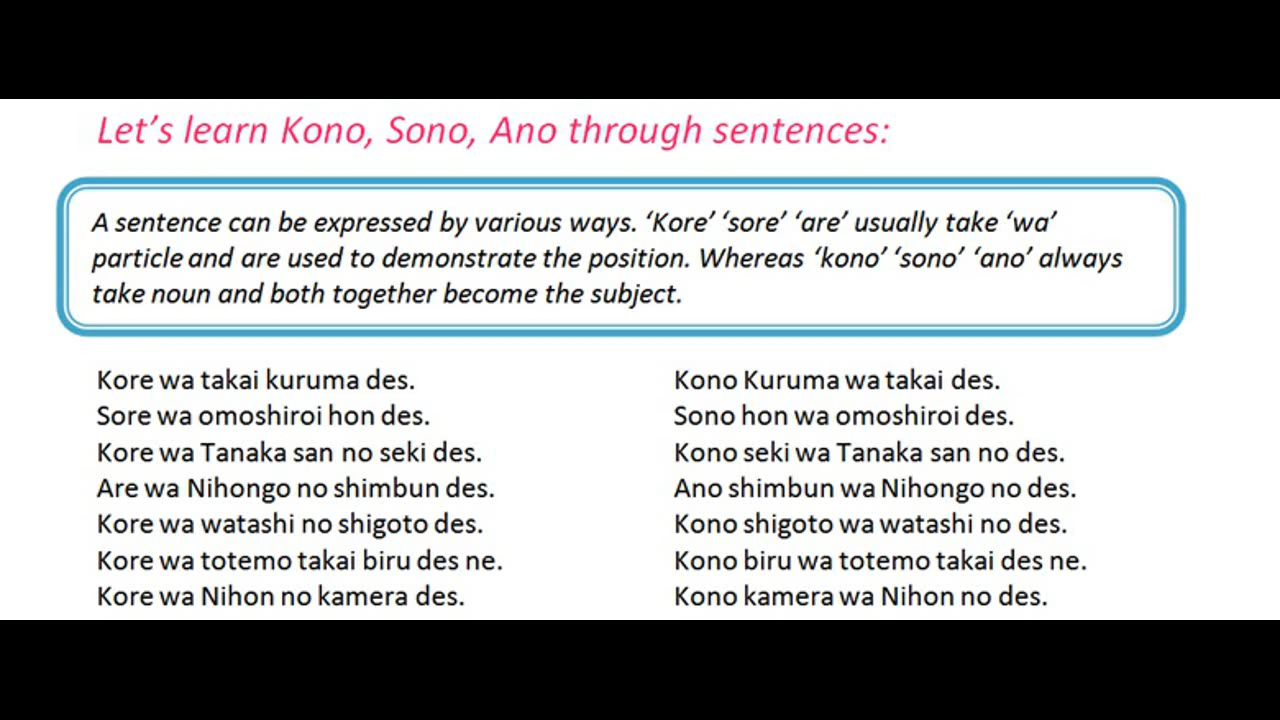 Let’s learn Kono, Sono, Ano through sentences:
A sentence can be expressed by various ways. ‘Kore’ ‘sore’ ‘are’ usually take ‘wa’
particle and are used to demonstrate the position. Whereas ‘kono’ ‘sono’ ‘ano’ always
take noun and both together become the subject.
Kore wa takai kuruma des.
Sore wa omoshiroi hon des.
Kore wa Tanaka san no seki des.
Are wa Nihongo no shimbun des.
Kore wa watashi no shigoto des.
Kore wa totemo takai biru des ne.
Kore wa Nihon no kamera des.
Kono Kuruma wa takai des.
Sono hon wa omoshiroi des.
Kono seki wa Tanaka san no des.
Ano shimbun wa Nihongo no des.
Kono shigoto wa watashi no des.
Kono biru wa totemo takai des ne.
Kono kamera wa Nihon no des.